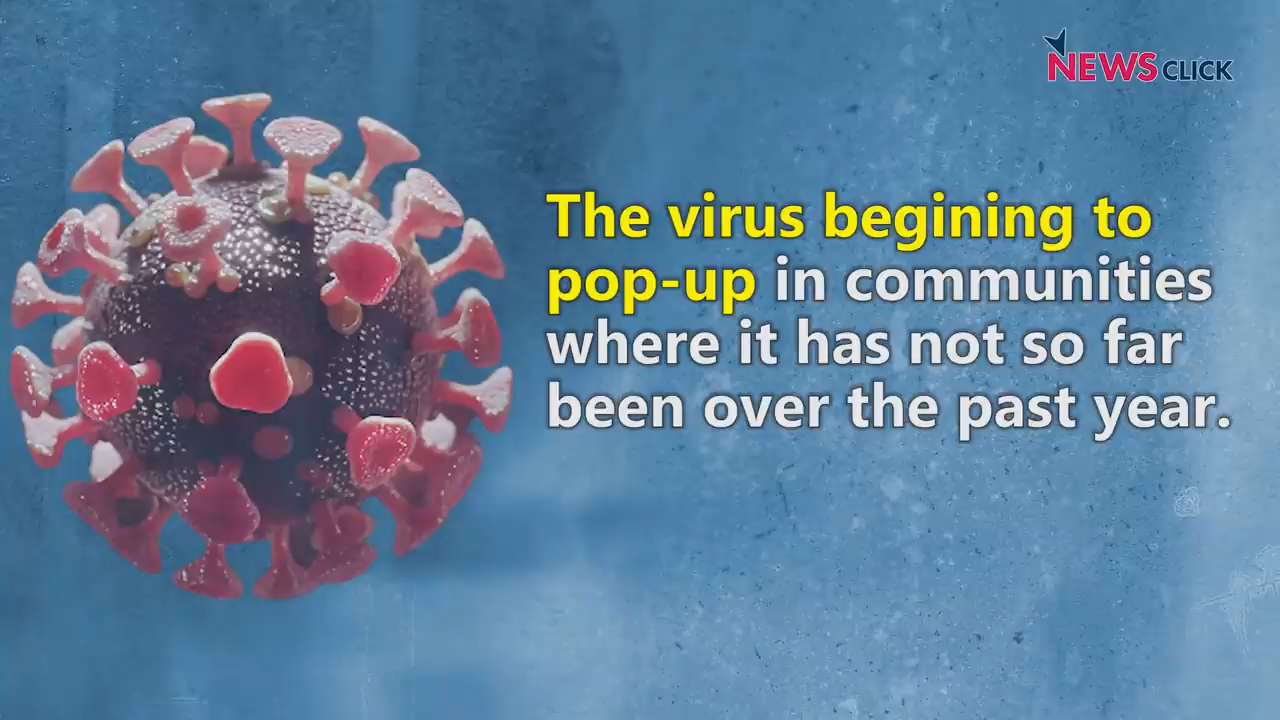 NEWSCLICK
The virus begining to
pop-up in communities
where it has not so far
been over the past year.